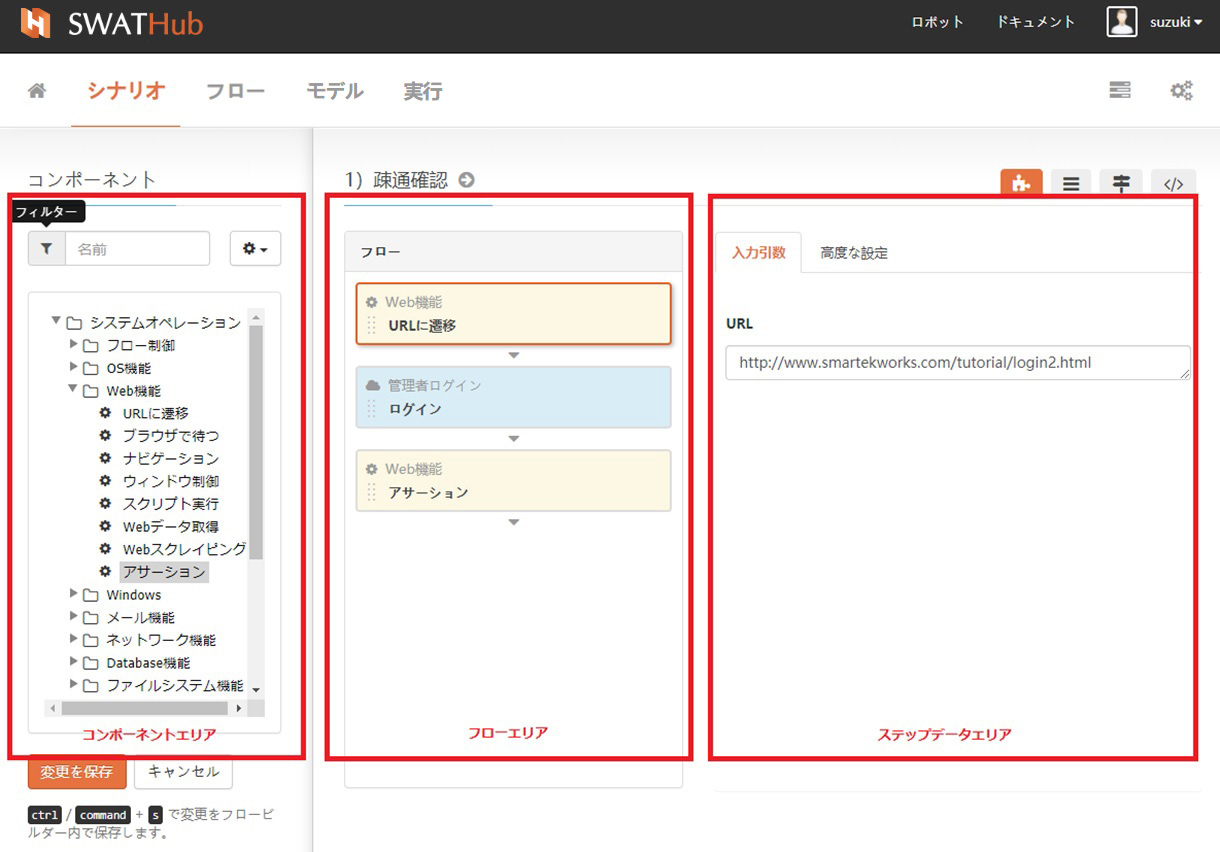 SWATHub
ロボット
ドキュメント
suzuki
シナリオ
フロー
モデル
実行
コンポーネント
フィルター
名前
システムオペレーション
フロー制御
OS機能
Web機能
URLに遷移
ブラウザで待つ
ナビゲーション
ウィンドウ制御
スクリプト実行
Webデータ取得
Webスクレイピング
アサーション
Windows
メール機能
ネットワーク機能
Database機能
ファイルシステム機能
コンポーネントエリア
変更を保存
キャンセル
ctrl / command + s で変更をフロービ
ルダー内で保存します。
1) 疎通確認
フロー
Web機能
URLに遷移
管理者ログイン
ログイン
Web機能
アサーション
フローエリア
</>
入力引数
高度な設定
URL
http://www.smartekworks.com/tutorial/login2.html
ステップデータエリア